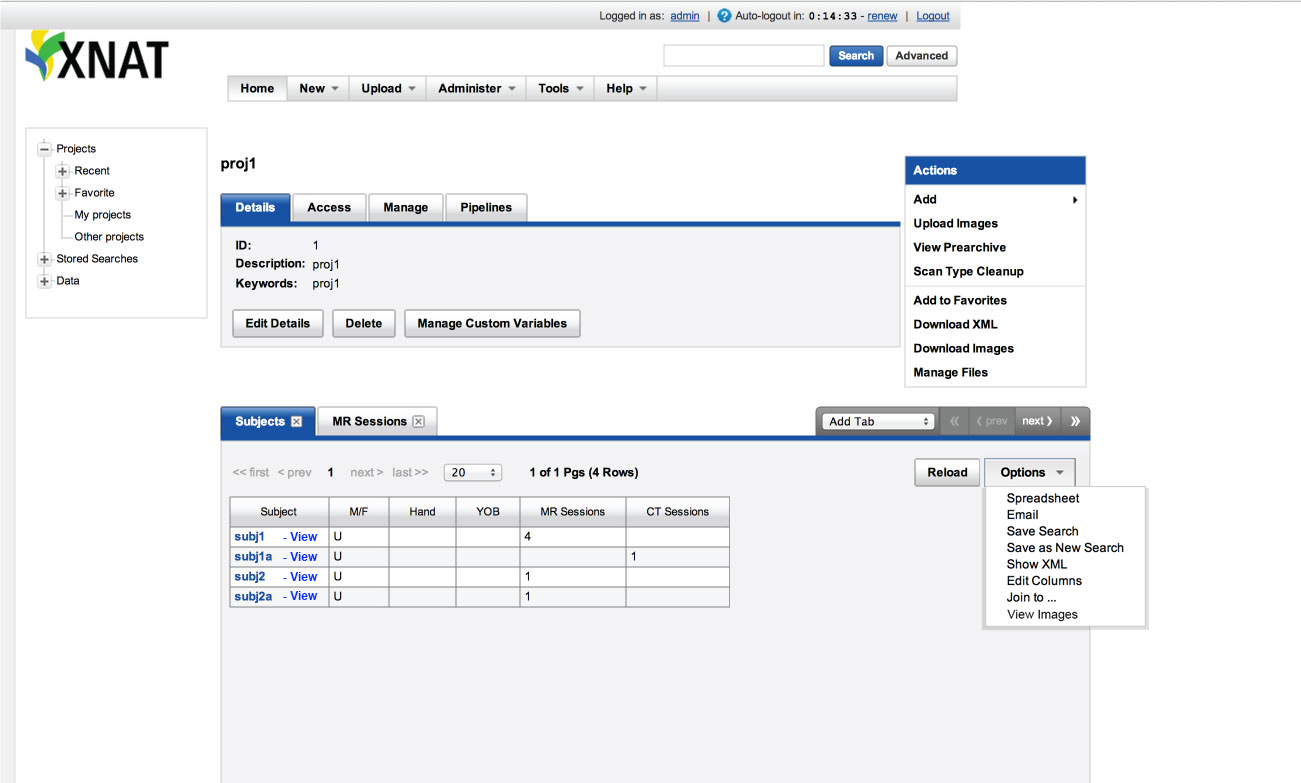 Logged in as: admin | ? Auto-logout in: 0:14:33 - renew | Logout
XNAT
Search Advanced
Home New Upload Administer Tools Help
Projects
Recent
Favorite
My projects
Other projects
Stored Searches
Data
proj1
Details Access Manage Pipelines
ID: 1
Description: proj1
Keywords: proj1
Edit Details Delete Manage Custom Variables
Actions
Add
Upload Images
View Prearchive
Scan Type Cleanup
Add to Favorites
Download XML
Download Images
Manage Files
Subjects MR Sessions Add Tab « ‹ prev next › »
<< first < prev 1 next > last >> 20 1 of 1 Pgs (4 Rows) Reload Options
Subject M/F Hand YOB MR Sessions CT Sessions
subj1 - View U 4
subj1a - View U 1
subj2 - View U 1
subj2a - View U 1
Spreadsheet
Email
Save Search
Save as New Search
Show XML
Edit Columns
Join to ...
View Images